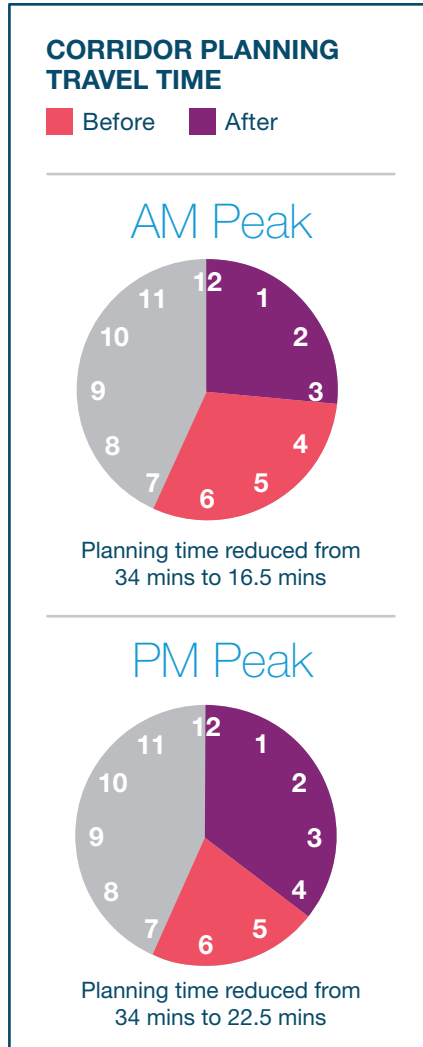 CORRIDOR PLANNING
TRAVEL TIME
Before After
AM Peak
12
1
2
3
4
5
6
7
8
9
10
11
Planning time reduced from
34 mins to 16.5 mins
PM Peak
12
1
2
3
4
5
6
7
8
9
10
11
Planning time reduced from
34 mins to 22.5 mins